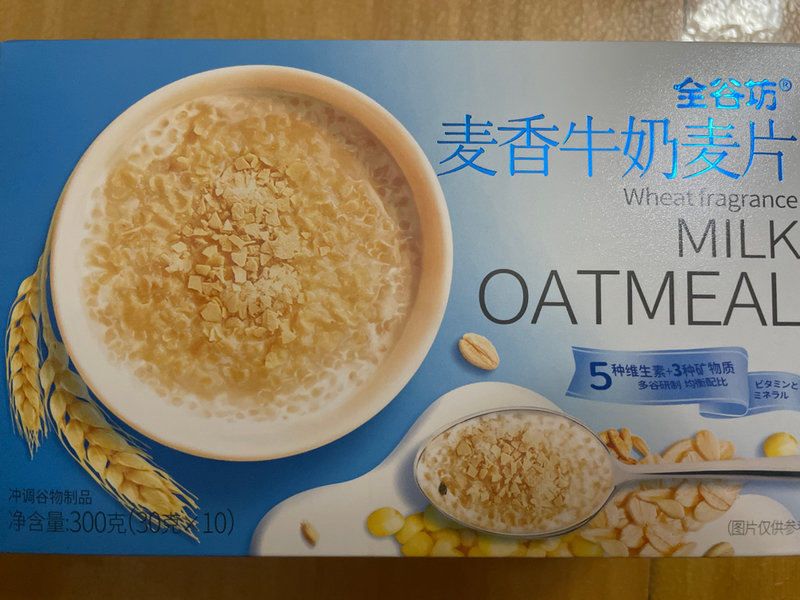 全谷坊®
麦香牛奶麦片
Wheat fragrance
MILK
OATMEAL
5种维生素+3种矿物质
多谷研制 均衡配比
ビタミンと
ミネラル
冲调谷物制品
净含量:300克(30克×10)
(图片仅供参